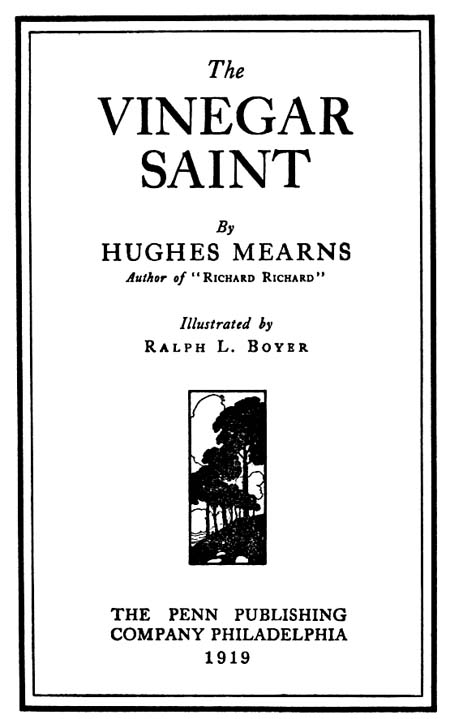 The
VINEGAR
SAINT
By
HUGHES MEARNS
Author of "RICHARD RICHARD"
Illustrated by
RALPH L. BOYER
THE PENN PUBLISHING
COMPANY PHILADELPHIA
1919